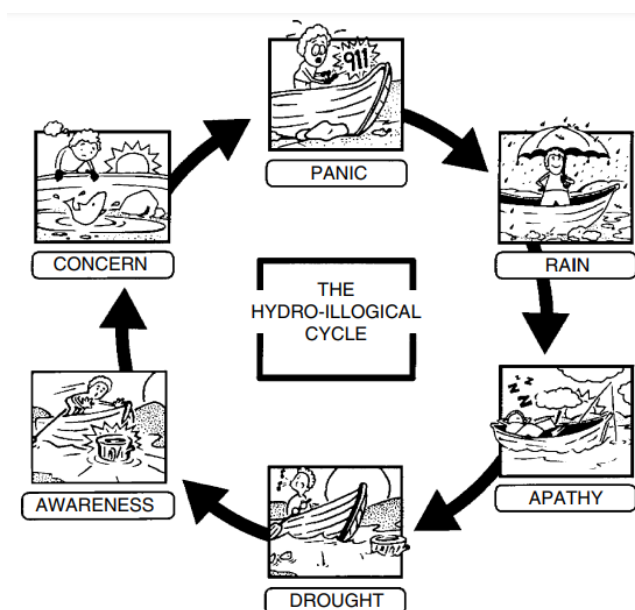 911
PANIC
RAIN
CONCERN
THE
HYDRO-ILLOGICAL
CYCLE
Z Z Z
APATHY
AWARENESS
DROUGHT